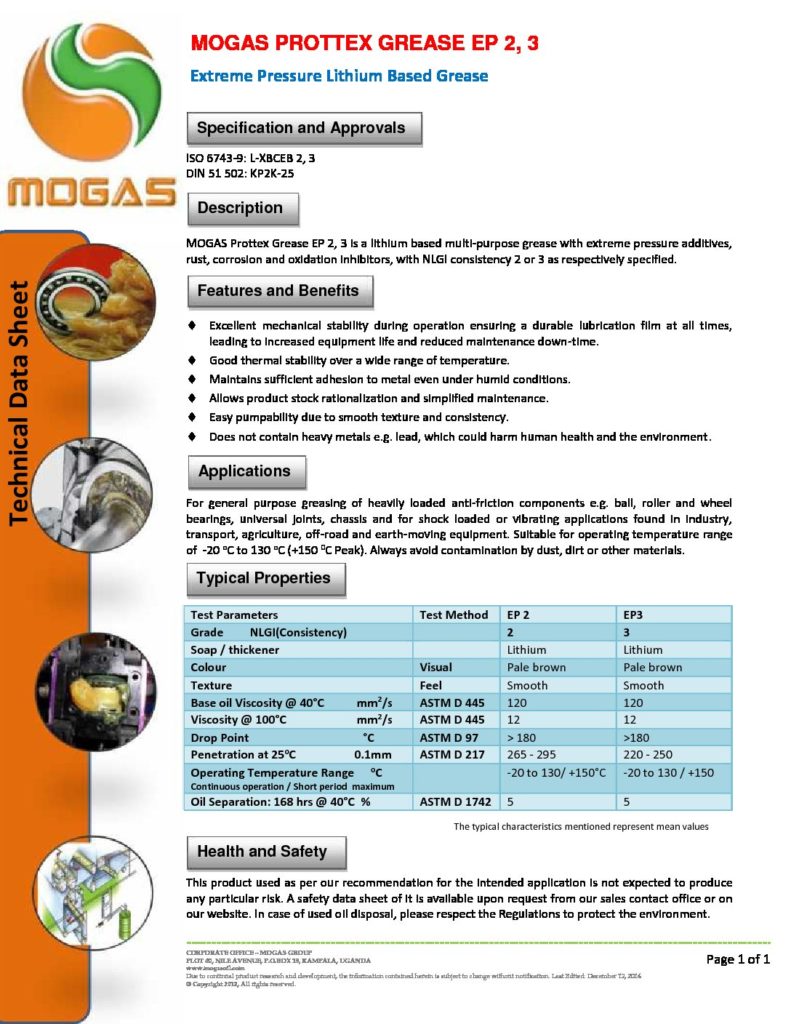 MOGAS PROTTEX GREASE EP 2, 3
Extreme Pressure Lithium Based Grease
MOGAS
Technical Data Sheet
Specification and Approvals
ISO 6743-9: L-XBCEB 2, 3
DIN 51 502: KP2K-25
Description
MOGAS Prottex Grease EP 2, 3 is a lithium based multi-purpose grease with extreme pressure additives,
rust, corrosion and oxidation inhibitors, with NLGI consistency 2 or 3 as respectively specified.
Features and Benefits
♦ Excellent mechanical stability during operation ensuring a durable lubrication film at all times,
leading to increased equipment life and reduced maintenance down-time.
♦ Good thermal stability over a wide range of temperature.
♦ Maintains sufficient adhesion to metal even under humid conditions.
♦ Allows product stock rationalization and simplified maintenance.
♦ Easy pumpability due to smooth texture and consistency.
♦ Does not contain heavy metals e.g. lead, which could harm human health and the environment.
Applications
For general purpose greasing of heavily loaded anti-friction components e.g. ball, roller and wheel
bearings, universal joints, chassis and for shock loaded or vibrating applications found in industry,
transport, agriculture, off-road and earth-moving equipment. Suitable for operating temperature range
of -20 °C to 130 °C (+150 °C Peak). Always avoid contamination by dust, dirt or other materials.
Typical Properties
Test Parameters Test Method EP 2 EP3
Grade NLGI(Consistency) 2 3
Soap / thickener Lithium Lithium
Colour Visual Pale brown Pale brown
Texture Feel Smooth Smooth
Base oil Viscosity @ 40°C mm²/s ASTM D 445 120 120
Viscosity @ 100°C mm²/s ASTM D 445 12 12
Drop Point °C ASTM D 97 > 180 >180
Penetration at 25°C 0.1mm ASTM D 217 265 - 295 220 - 250
Operating Temperature Range °C -20 to 130/ +150°C -20 to 130 / +150
Continuous operation / Short period maximum
Oil Separation: 168 hrs @ 40°C % ASTM D 1742 5 5
The typical characteristics mentioned represent mean values
Health and Safety
This product used as per our recommendation for the intended application is not expected to produce
any particular risk. A safety data sheet of it is available upon request from our sales contact office or on
our website. In case of used oil disposal, please respect the Regulations to protect the environment.
CORPORATE OFFICE – MOGAS GROUP
NILE AVENUE, KAMPALA, UGANDA
Due to continual product research and development, the information contained herein is subject to change without notification. Last Edited: December
© Copyright 2012, All rights reserved.
Page 1 of 1